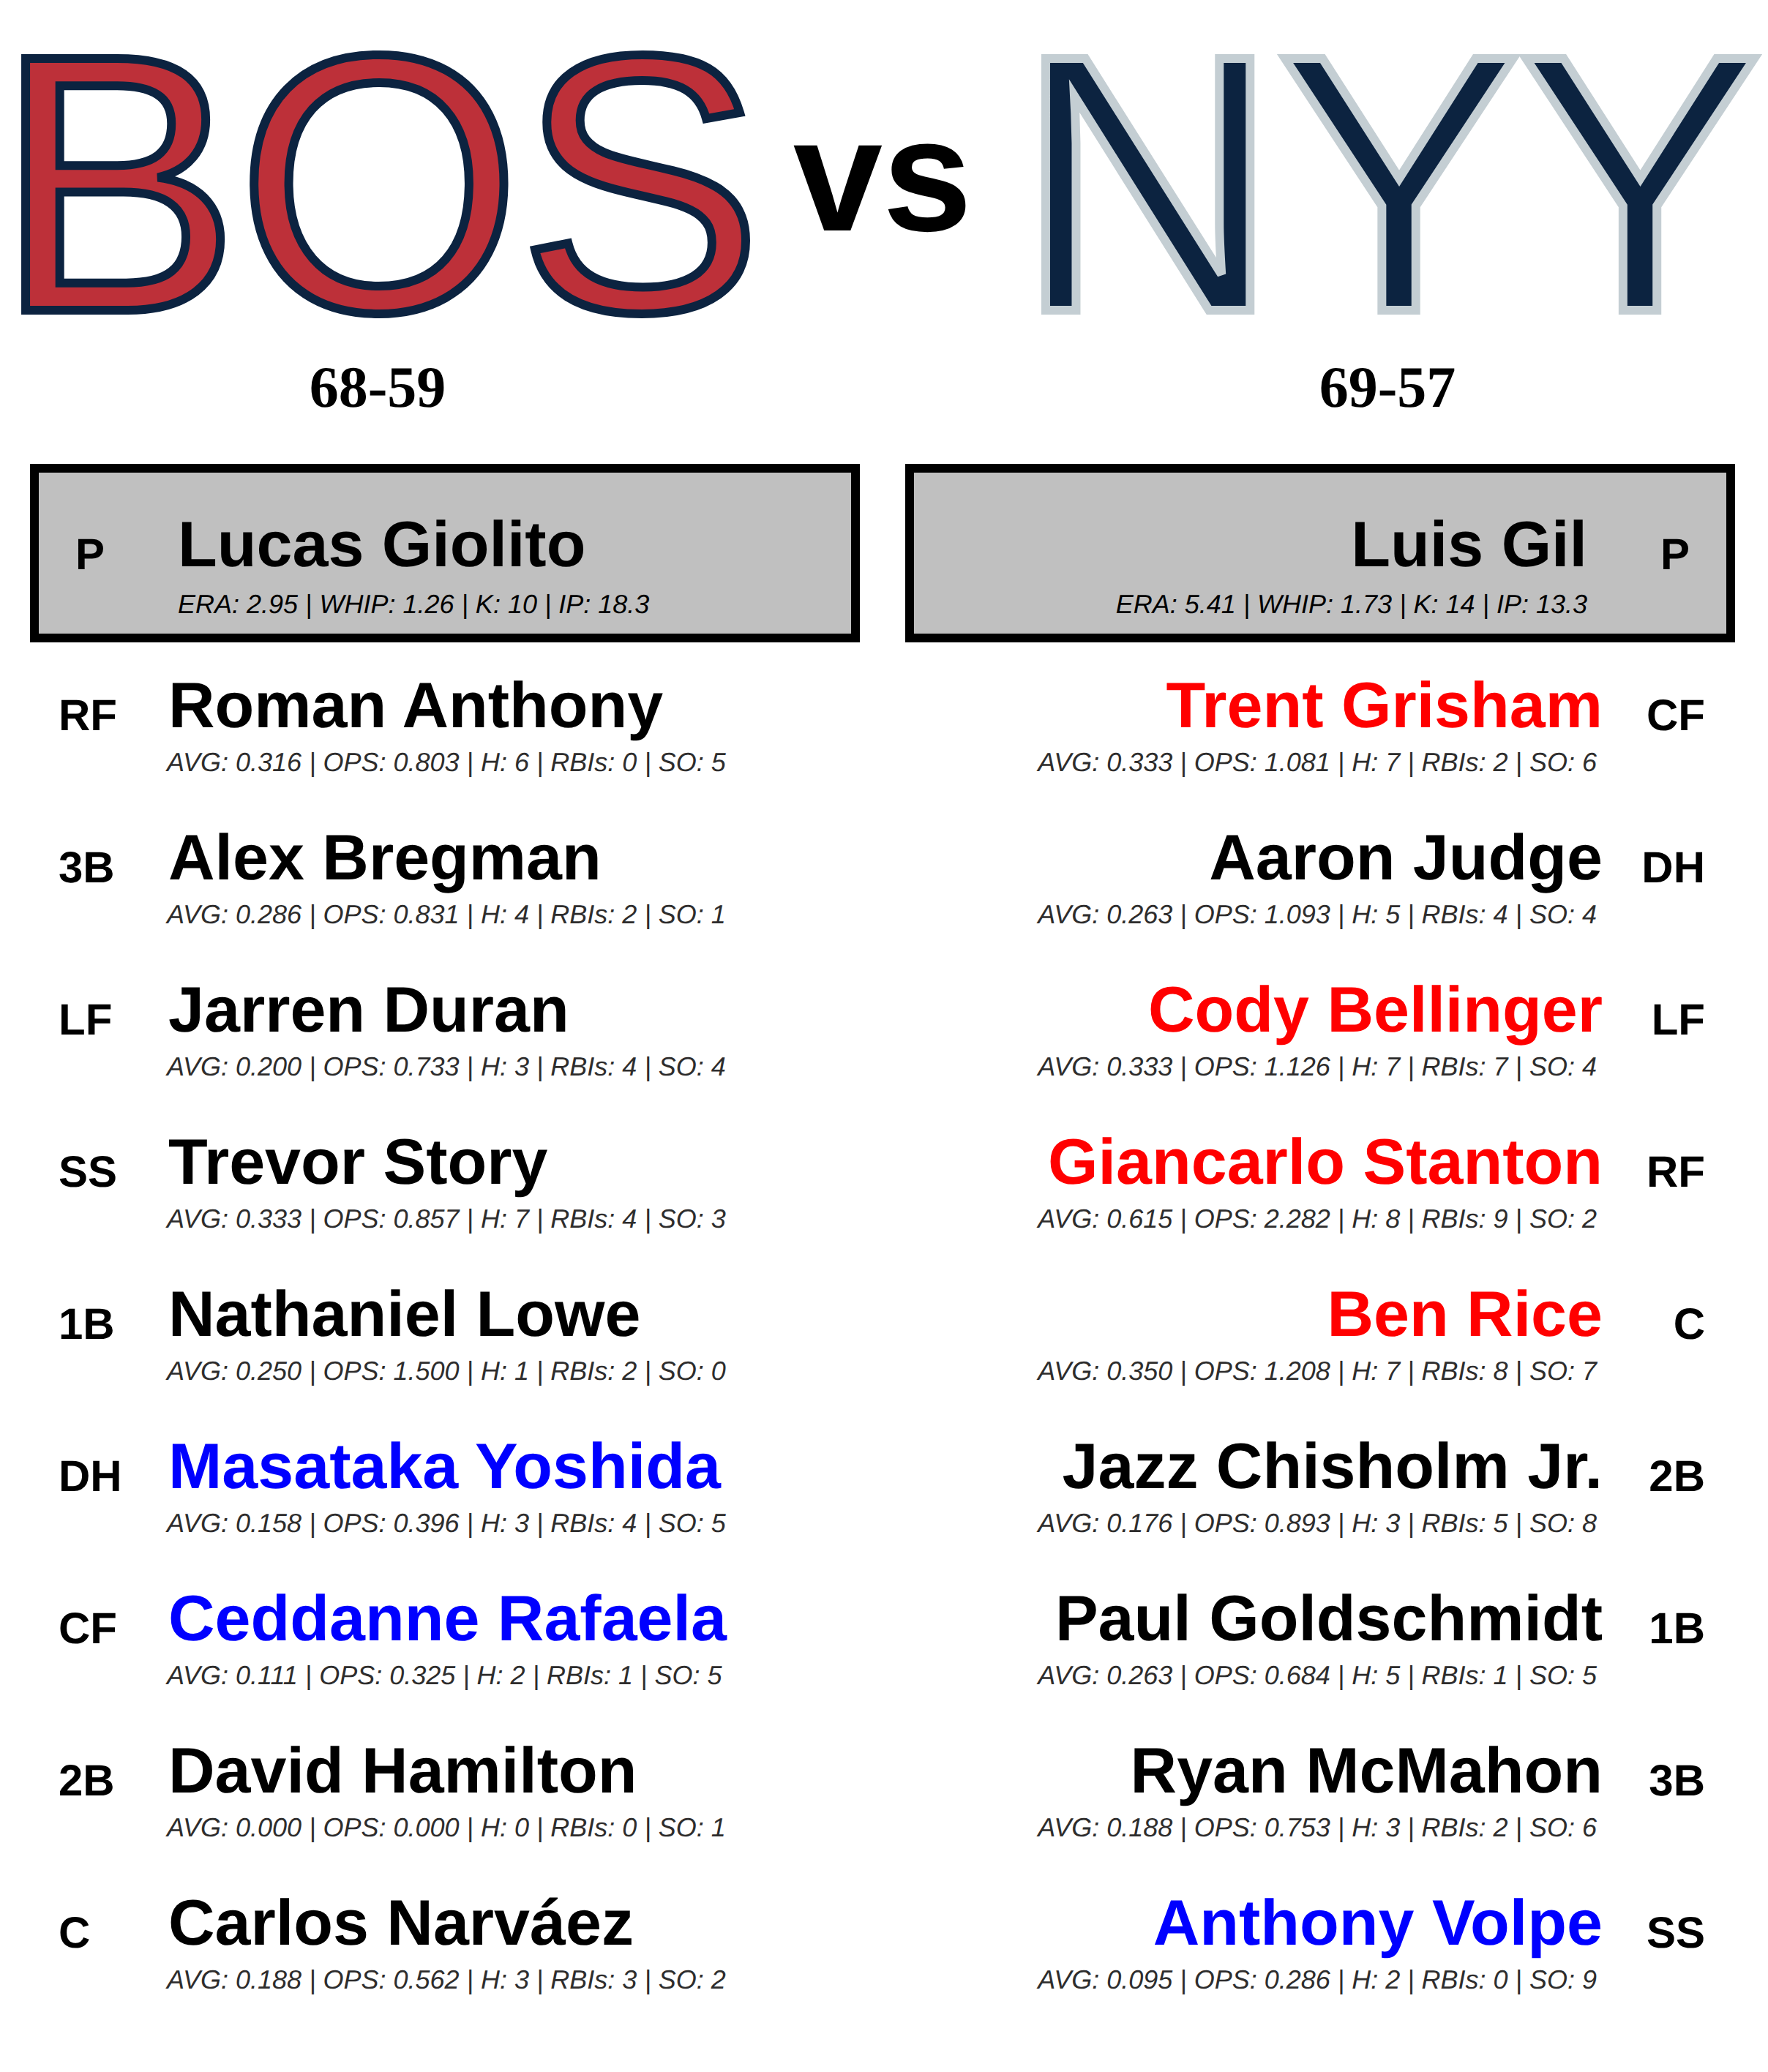 BOS vs NYY
68-59
69-57
P Lucas Giolito
ERA: 2.95 | WHIP: 1.26 | K: 10 | IP: 18.3
Luis Gil P
ERA: 5.41 | WHIP: 1.73 | K: 14 | IP: 13.3
RF Roman Anthony
AVG: 0.316 | OPS: 0.803 | H: 6 | RBIs: 0 | SO: 5
3B Alex Bregman
AVG: 0.286 | OPS: 0.831 | H: 4 | RBIs: 2 | SO: 1
LF Jarren Duran
AVG: 0.200 | OPS: 0.733 | H: 3 | RBIs: 4 | SO: 4
SS Trevor Story
AVG: 0.333 | OPS: 0.857 | H: 7 | RBIs: 4 | SO: 3
1B Nathaniel Lowe
AVG: 0.250 | OPS: 1.500 | H: 1 | RBIs: 2 | SO: 0
DH Masataka Yoshida
AVG: 0.158 | OPS: 0.396 | H: 3 | RBIs: 4 | SO: 5
CF Ceddanne Rafaela
AVG: 0.111 | OPS: 0.325 | H: 2 | RBIs: 1 | SO: 5
2B David Hamilton
AVG: 0.000 | OPS: 0.000 | H: 0 | RBIs: 0 | SO: 1
C Carlos Narváez
AVG: 0.188 | OPS: 0.562 | H: 3 | RBIs: 3 | SO: 2
Trent Grisham CF
AVG: 0.333 | OPS: 1.081 | H: 7 | RBIs: 2 | SO: 6
Aaron Judge DH
AVG: 0.263 | OPS: 1.093 | H: 5 | RBIs: 4 | SO: 4
Cody Bellinger LF
AVG: 0.333 | OPS: 1.126 | H: 7 | RBIs: 7 | SO: 4
Giancarlo Stanton RF
AVG: 0.615 | OPS: 2.282 | H: 8 | RBIs: 9 | SO: 2
Ben Rice C
AVG: 0.350 | OPS: 1.208 | H: 7 | RBIs: 8 | SO: 7
Jazz Chisholm Jr. 2B
AVG: 0.176 | OPS: 0.893 | H: 3 | RBIs: 5 | SO: 8
Paul Goldschmidt 1B
AVG: 0.263 | OPS: 0.684 | H: 5 | RBIs: 1 | SO: 5
Ryan McMahon 3B
AVG: 0.188 | OPS: 0.753 | H: 3 | RBIs: 2 | SO: 6
Anthony Volpe SS
AVG: 0.095 | OPS: 0.286 | H: 2 | RBIs: 0 | SO: 9